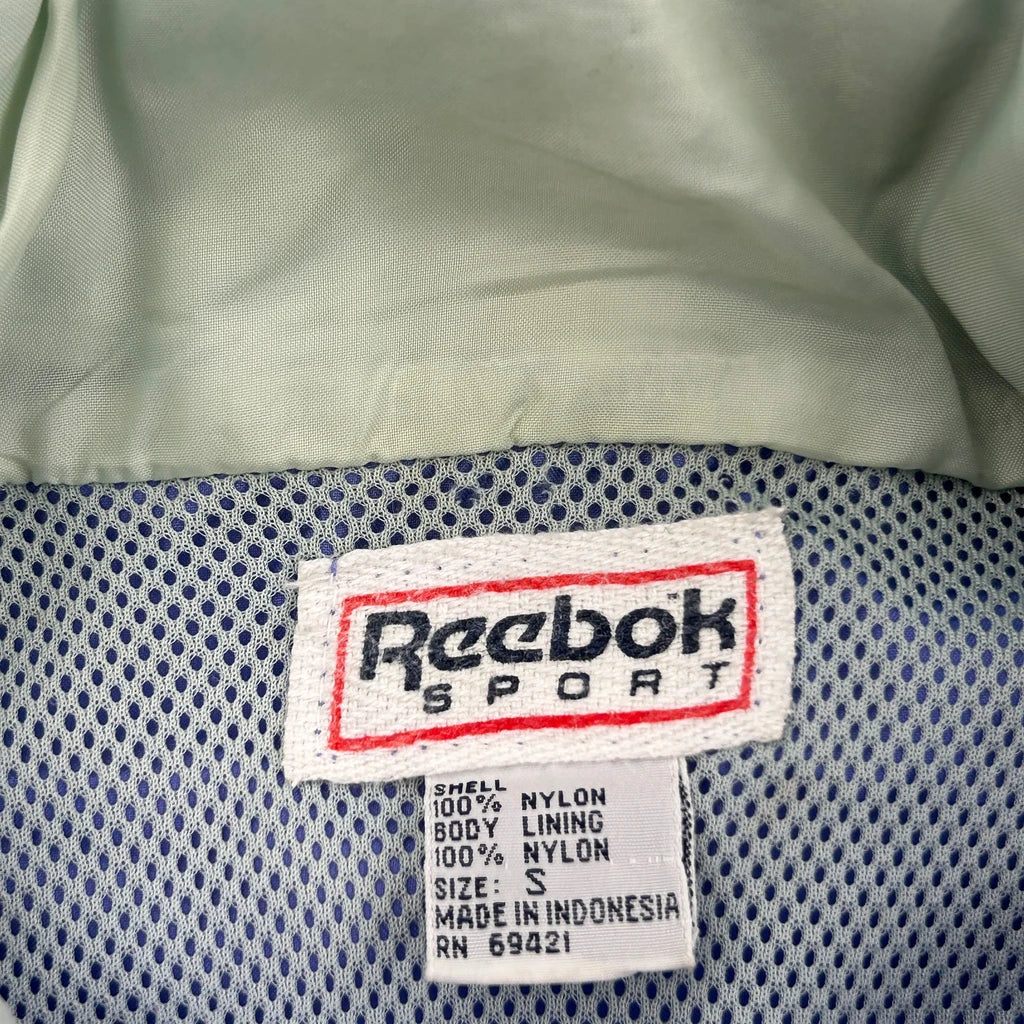 Reebok™
SPORT
SHELL
100% NYLON
BODY LINING
100% NYLON
SIZE: S
MADE IN INDONESIA
RN 69421